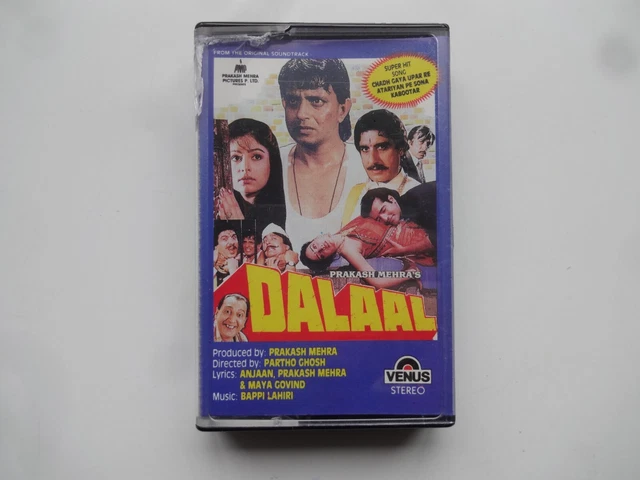 FROM THE ORIGINAL SOUNDTRACK
PRAKASH MEHRA
PICTURES P. LTD.
SUPER HIT
SONG
CHADH GAYA UPAR RE
ATARIYAN PE SONA
KABOOTAR
PRAKASH MEHRA'S
DALAAL
Produced by: PRAKASH MEHRA
Directed by: PARTHO GHOSH
Lyrics: ANJAAN, PRAKASH MEHRA
& MAYA GOVIND
Music: BAPPI LAHIRI
VENUS
STEREO